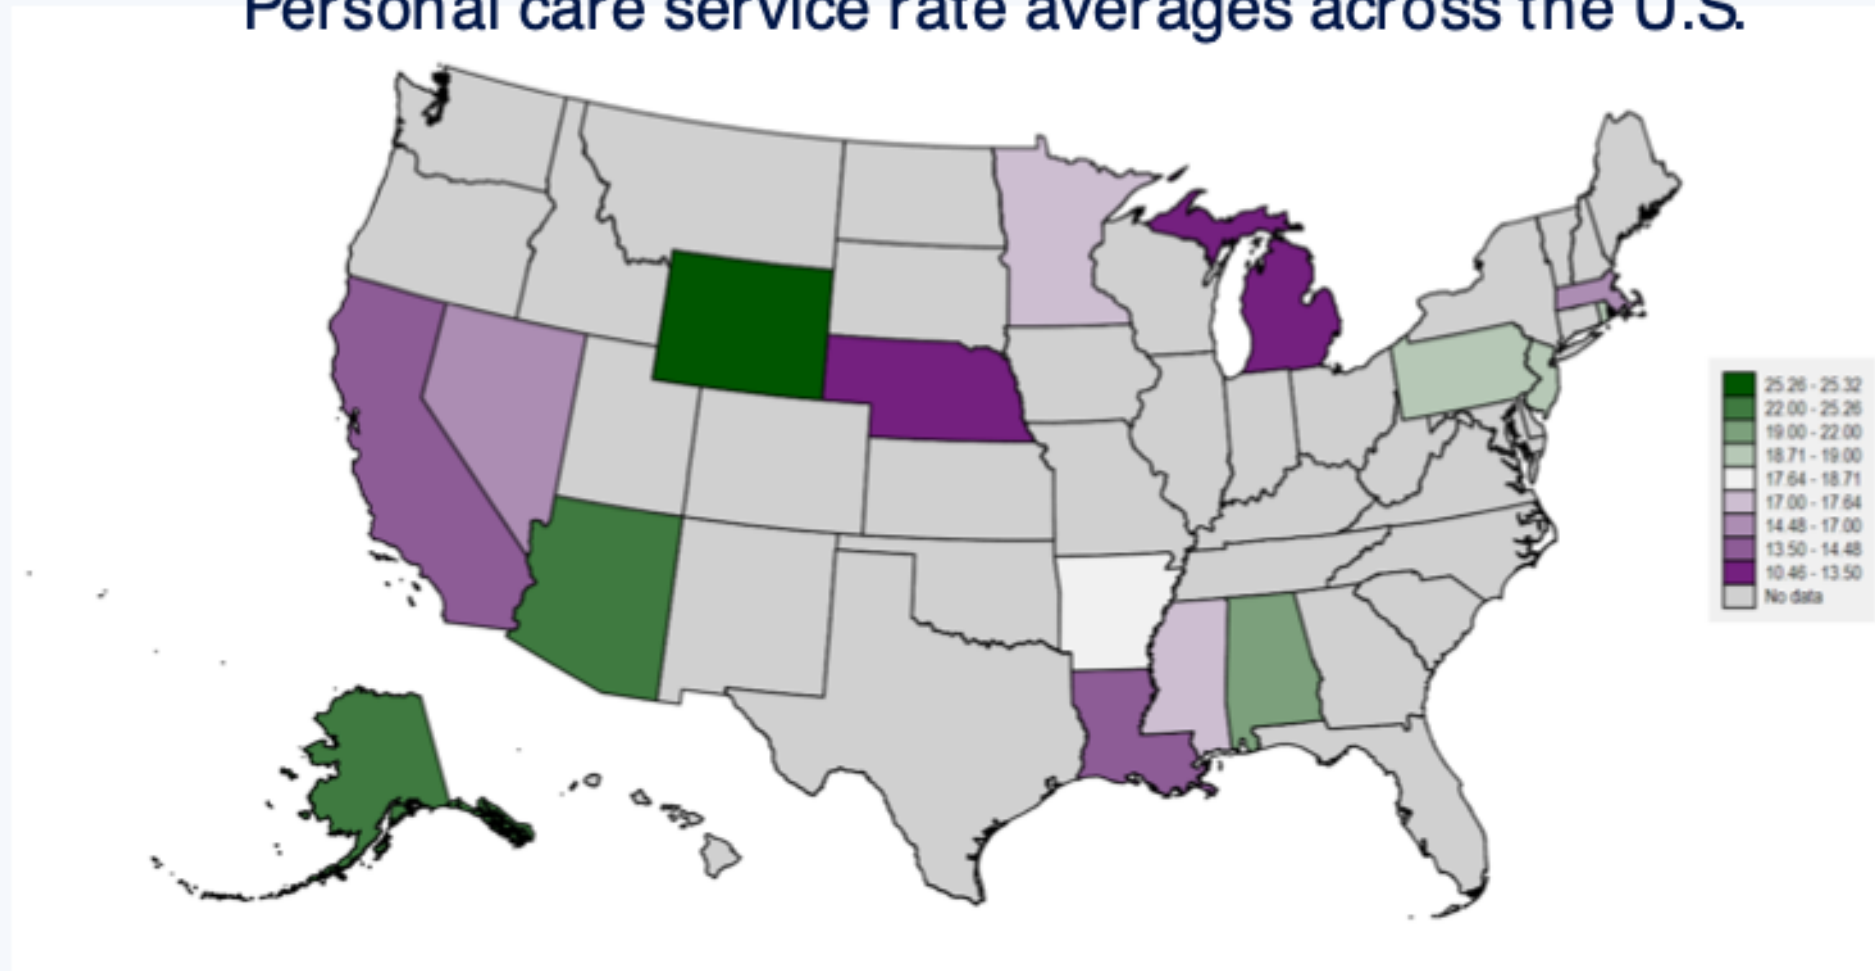 Personal care service rate averages across the U.S.
25.26 - 25.32
22.00 - 25.26
19.00 - 22.00
18.71 - 19.00
17.64 - 18.71
17.00 - 17.64
14.48 - 17.00
13.50 - 14.48
10.46 - 13.50
No data